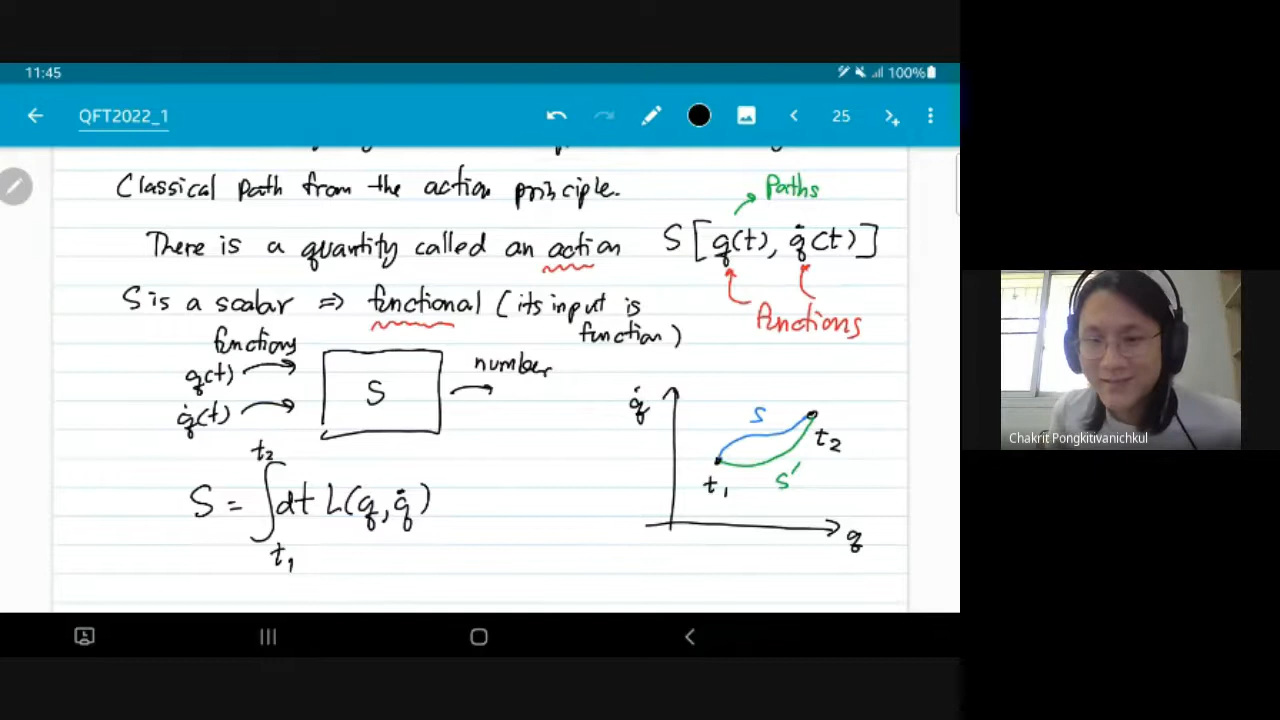 11:45
100%
QFT2022_1
25
Classical path from the action principle.
Paths
There is a quantity called an action S[q(t), q̇(t)]
S is a scalar ⇒ functional (its input is function)
functions
functions
q(t)
q̇(t)
S
number
S = ∫ dt L(q, q̇)
t₂
t₁
q̇
S
t₂
t₁
S'
q
Chakrit Pongkitivanichkul